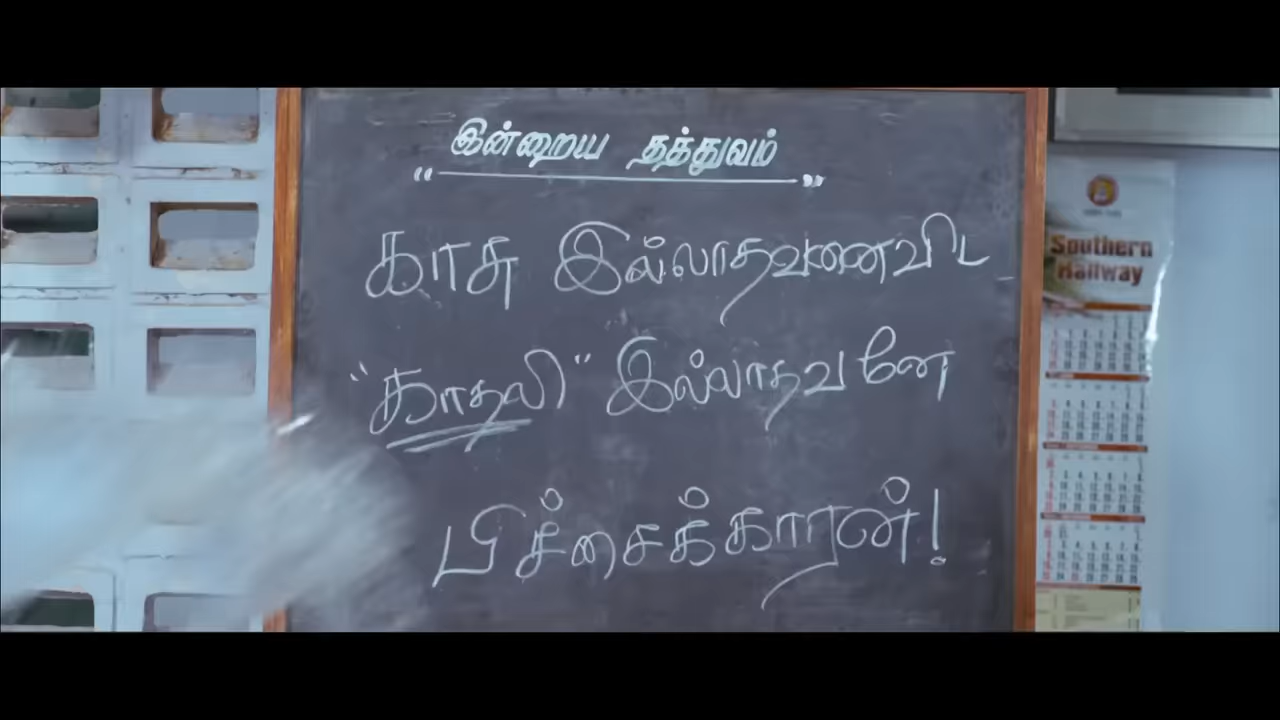 இன்றைய தத்துவம்
காசு இல்லாதவனைவிட
"காதலி" இல்லாதவனே
பிச்சைக்காரன்!
Southern
Railway